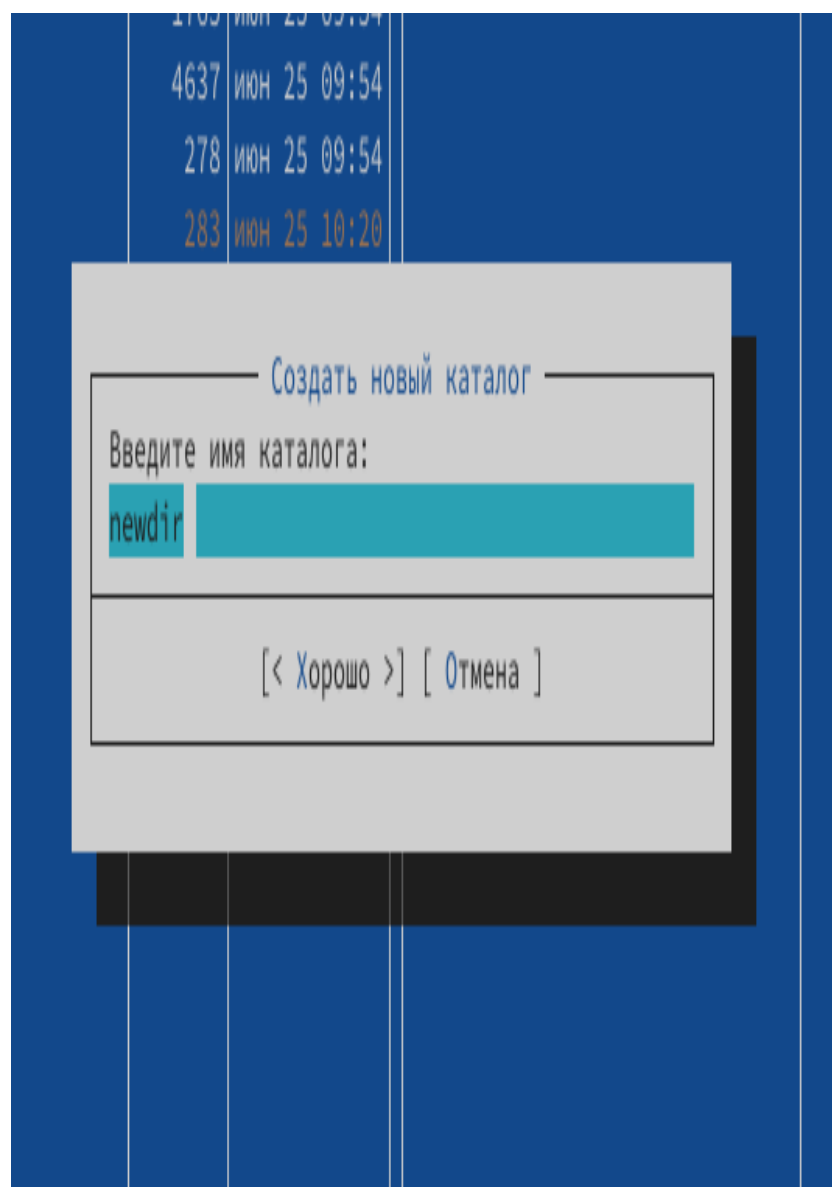 4637 июн 25 09:54
278 июн 25 09:54
283 июн 25 10:20
Создать новый каталог
Введите имя каталога:
newdir
[< Хорошо >] [ Отмена ]